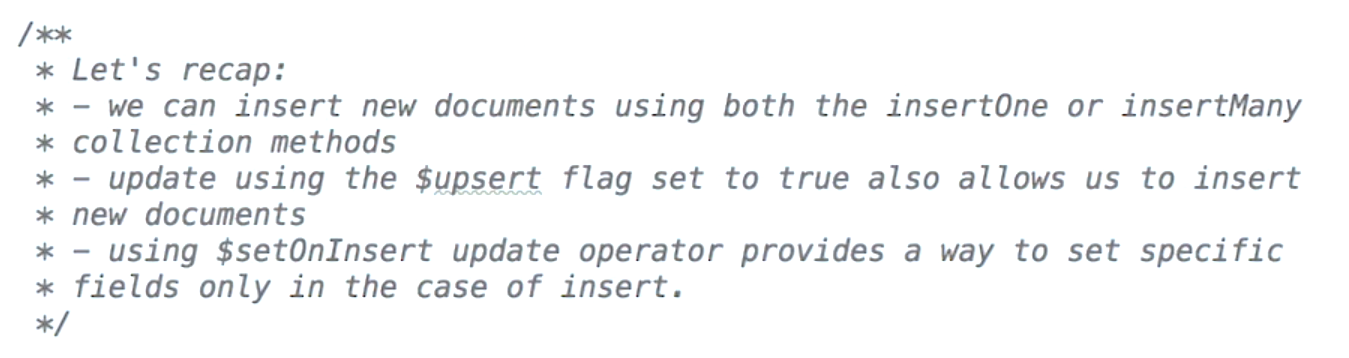 /**
* Let's recap:
* – we can insert new documents using both the insertOne or insertMany
* collection methods
* – update using the $upsert flag set to true also allows us to insert
* new documents
* – using $setOnInsert update operator provides a way to set specific
* fields only in the case of insert.
*/